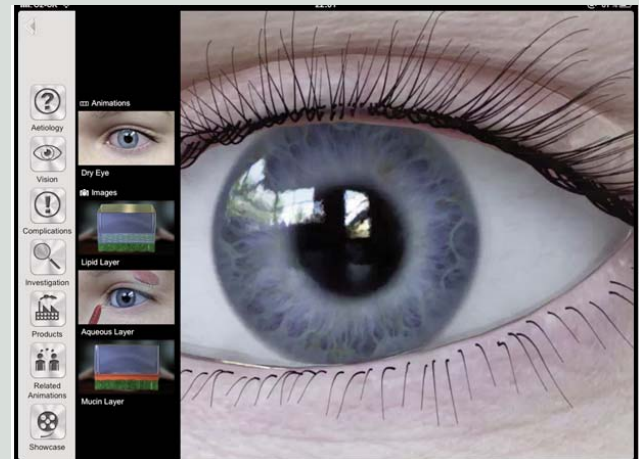 Aetiology
Vision
Complications
Investigation
Products
Related
Animations
Showcase
Animations
Dry Eye
Images
Lipid Layer
Aqueous Layer
Mucin Layer